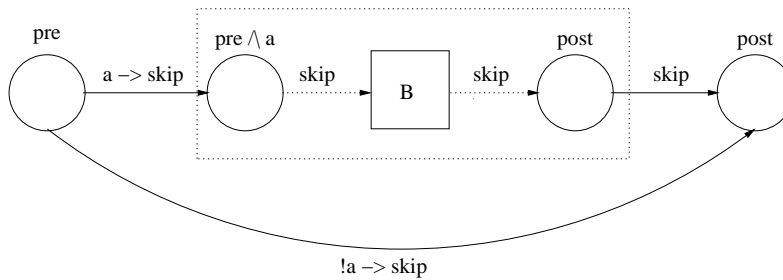 pre
pre /\ a
post
post
a -> skip
skip
B
skip
skip
!a -> skip